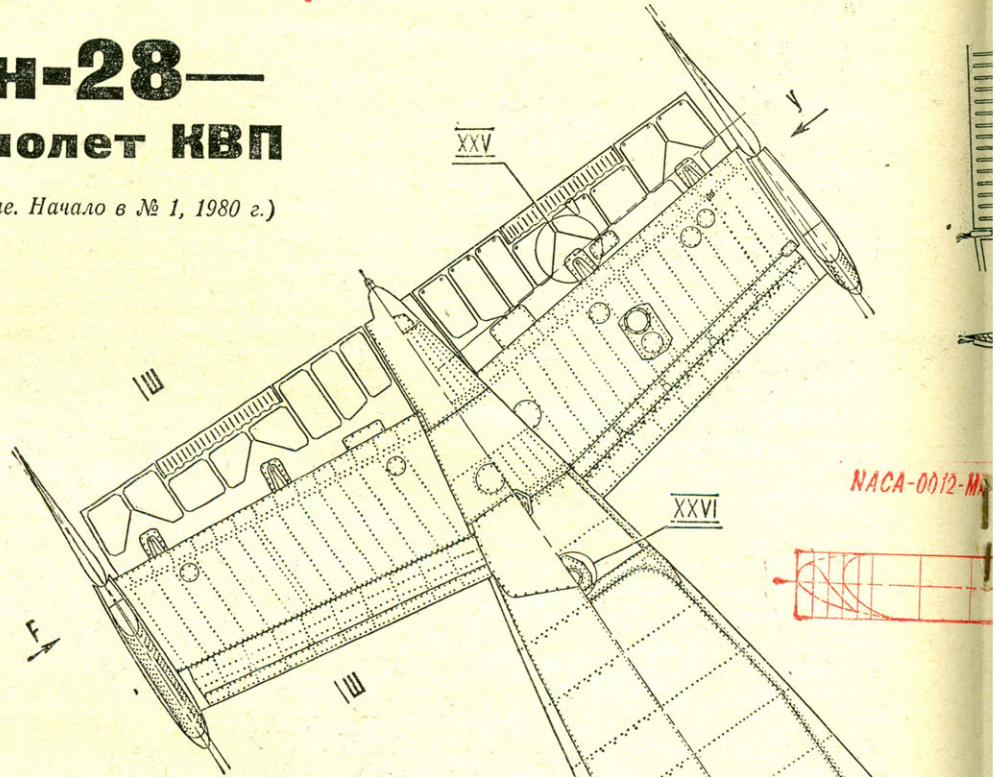 н-28—
молет КВП
ие. Начало в № 1, 1980 г.)
XXV
У
Ш
NACA-0012-M
XXVI
F
Ш